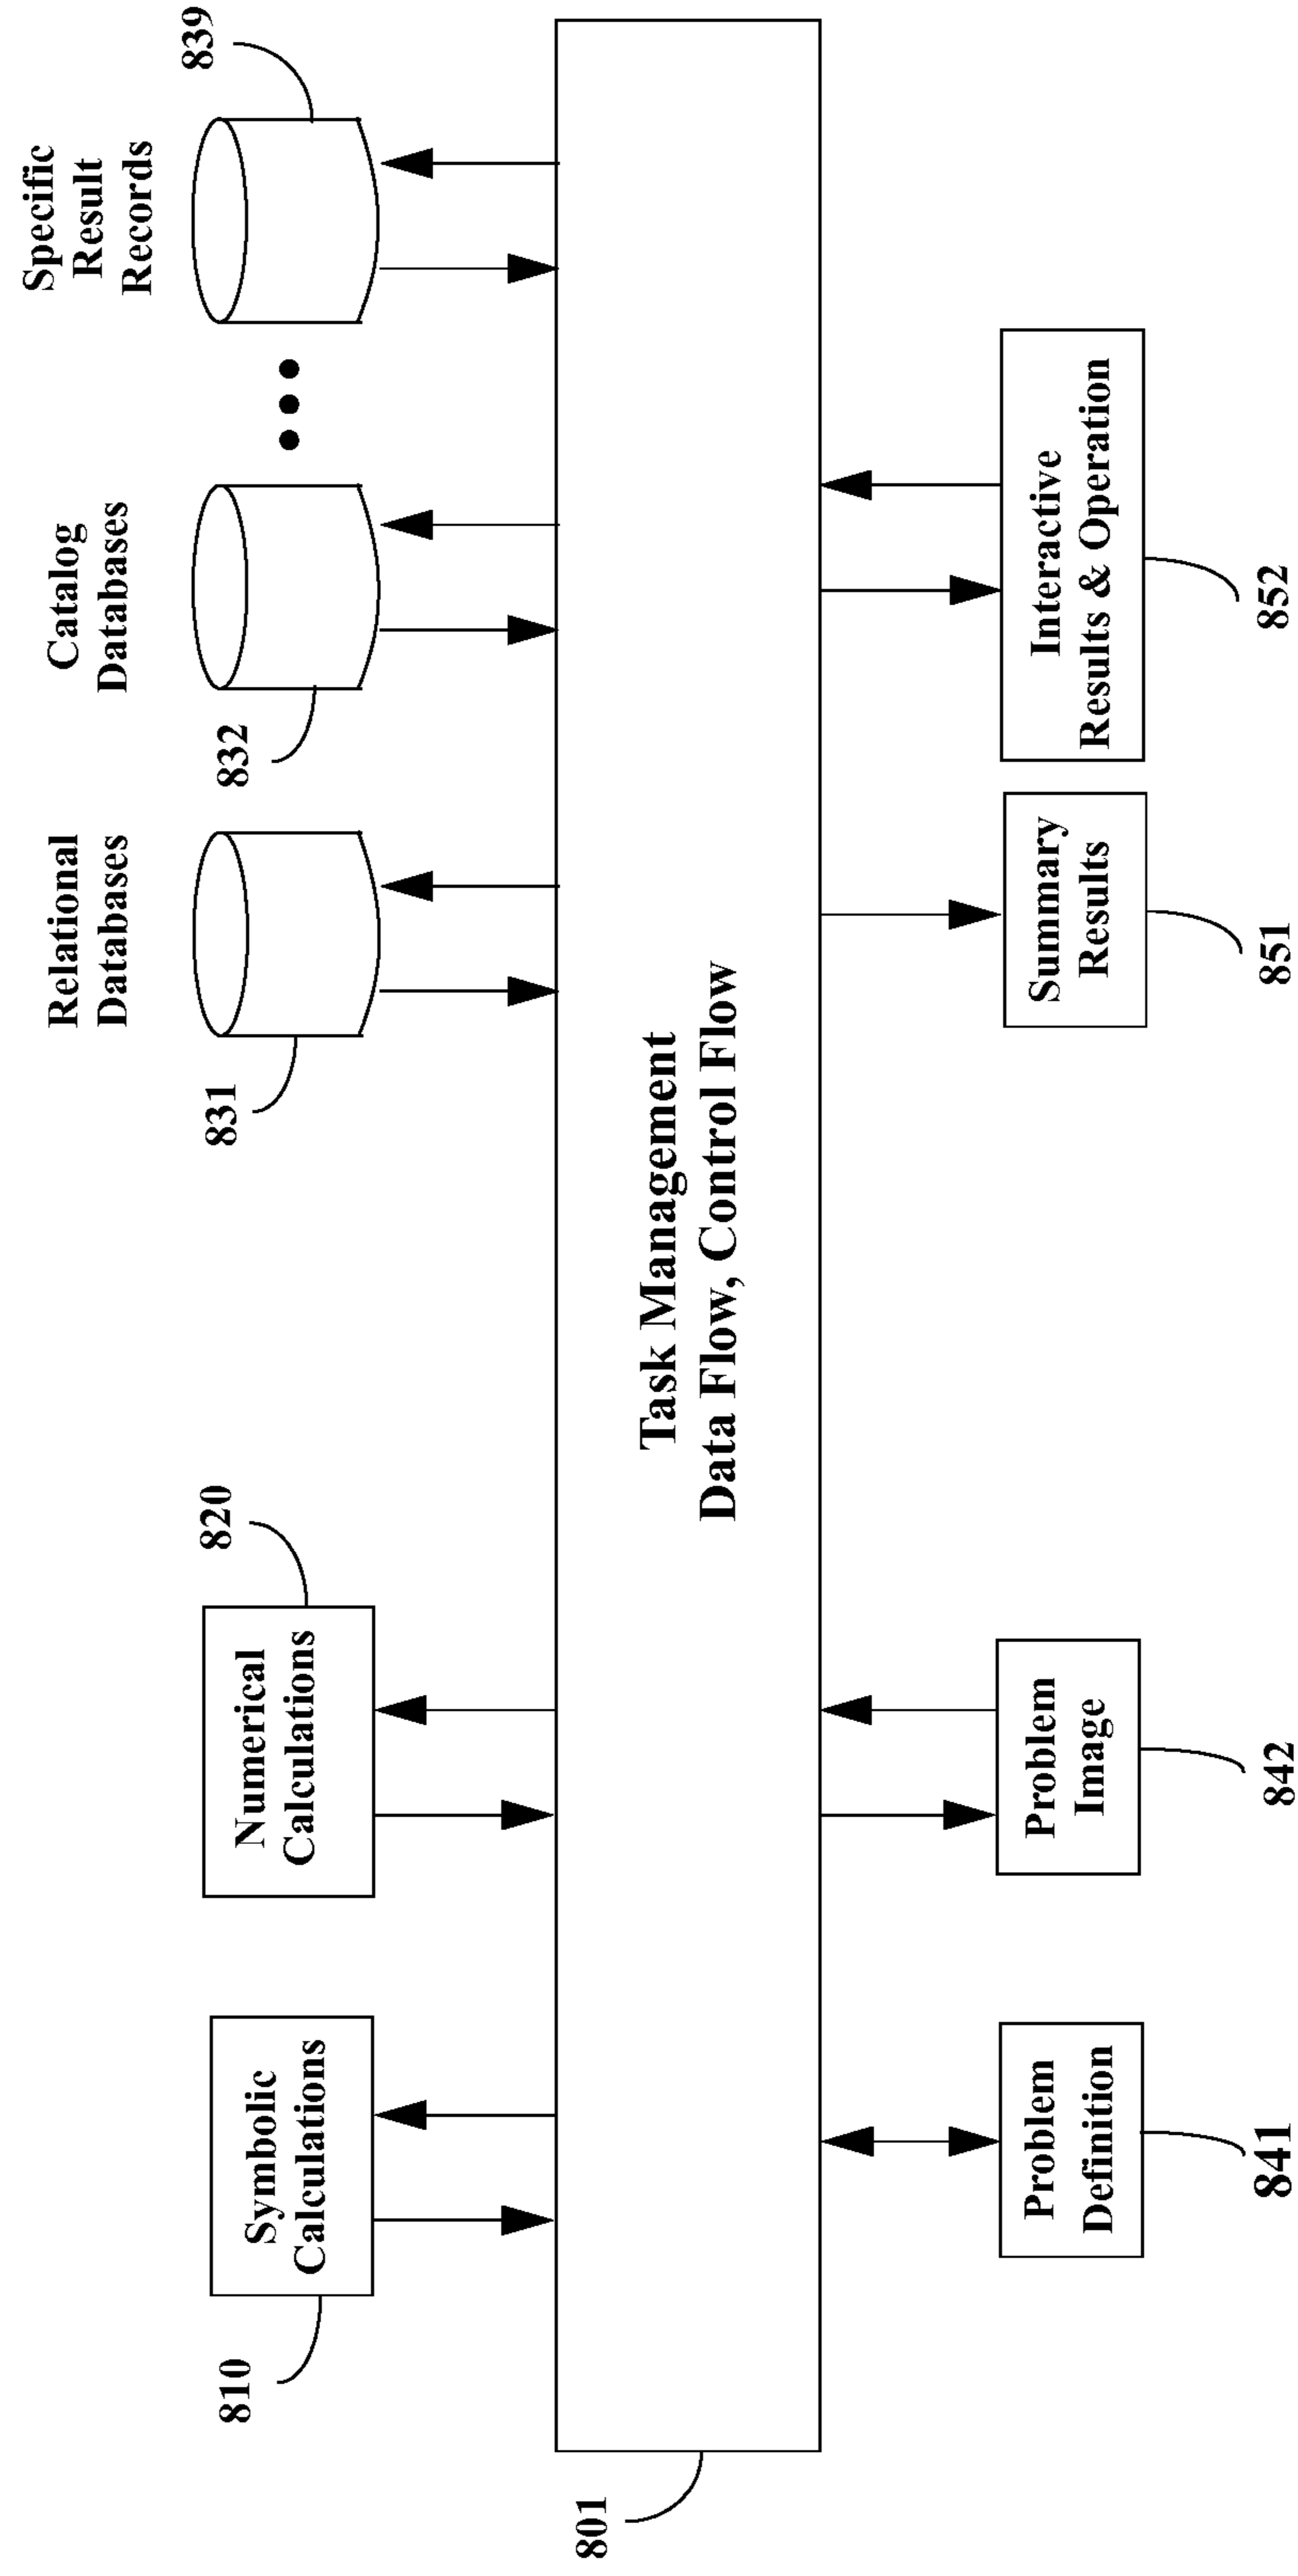 Specific
Result
Records
839
Catalog
Databases
832
Relational
Databases
831
Numerical
Calculations
820
Symbolic
Calculations
810
Task Management
Data Flow, Control Flow
801
Problem
Definition
841
Problem
Image
842
Summary
Results
851
Interactive
Results & Operation
852